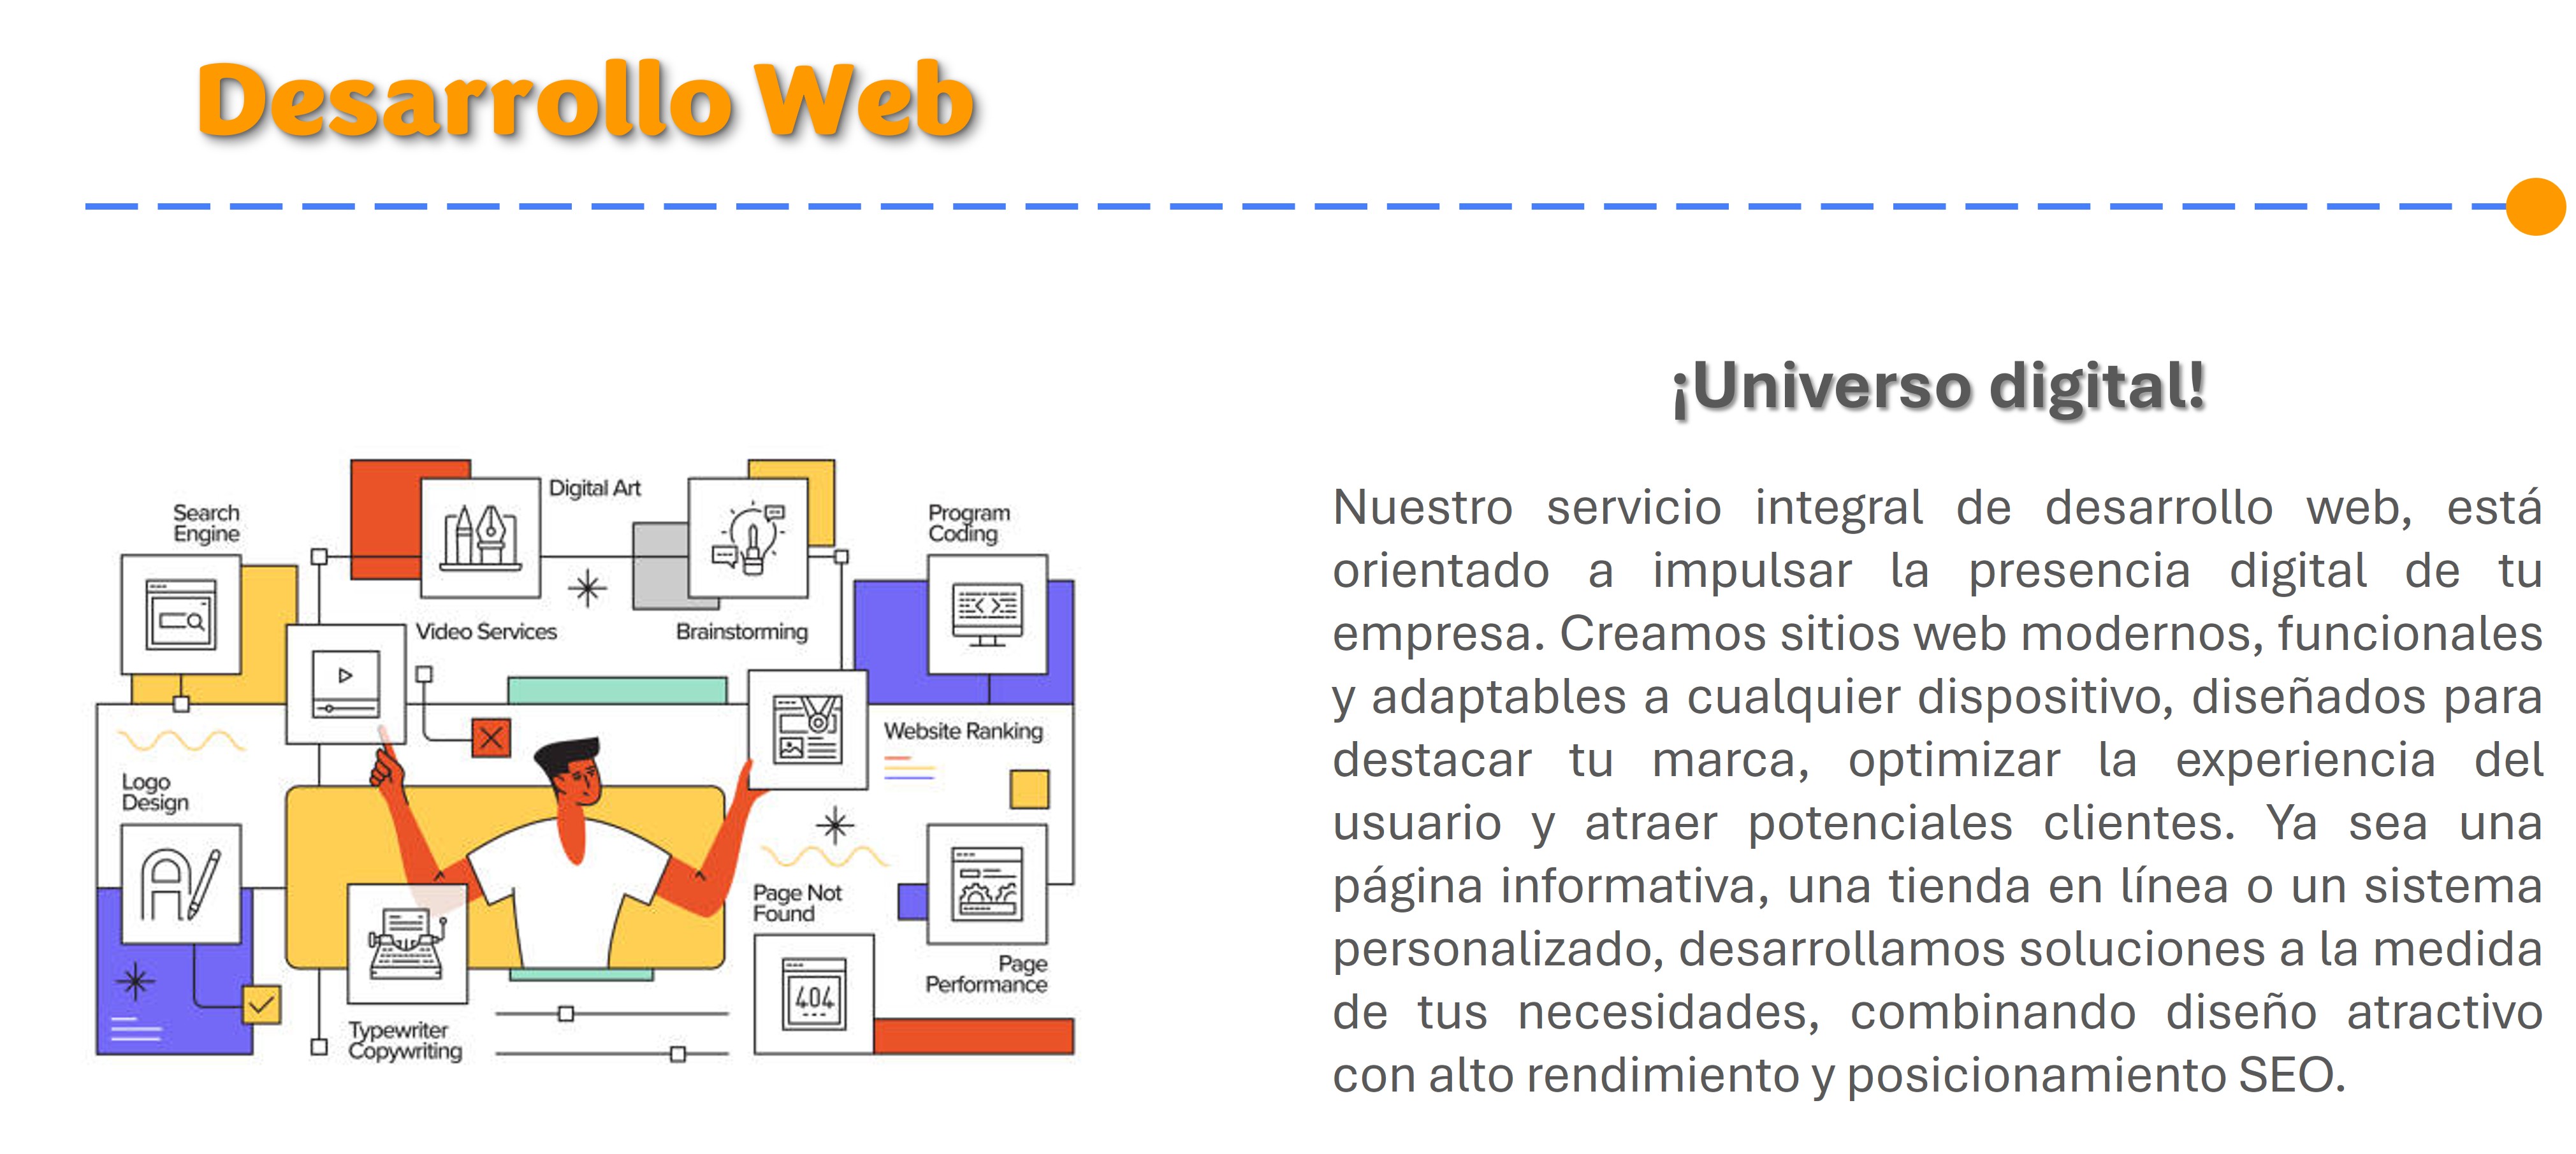 Desarrollo Web
¡Universo digital!
Nuestro servicio integral de desarrollo web, está
orientado a impulsar la presencia digital de tu
empresa. Creamos sitios web modernos, funcionales
y adaptables a cualquier dispositivo, diseñados para
destacar tu marca, optimizar la experiencia del
usuario y atraer potenciales clientes. Ya sea una
página informativa, una tienda en línea o un sistema
personalizado, desarrollamos soluciones a la medida
de tus necesidades, combinando diseño atractivo
con alto rendimiento y posicionamiento SEO.
Search
Engine
Digital Art
Program
Coding
Video Services
Brainstorming
Website Ranking
Logo
Design
Page Not
Found
404
Page
Performance
Typewriter
Copywriting